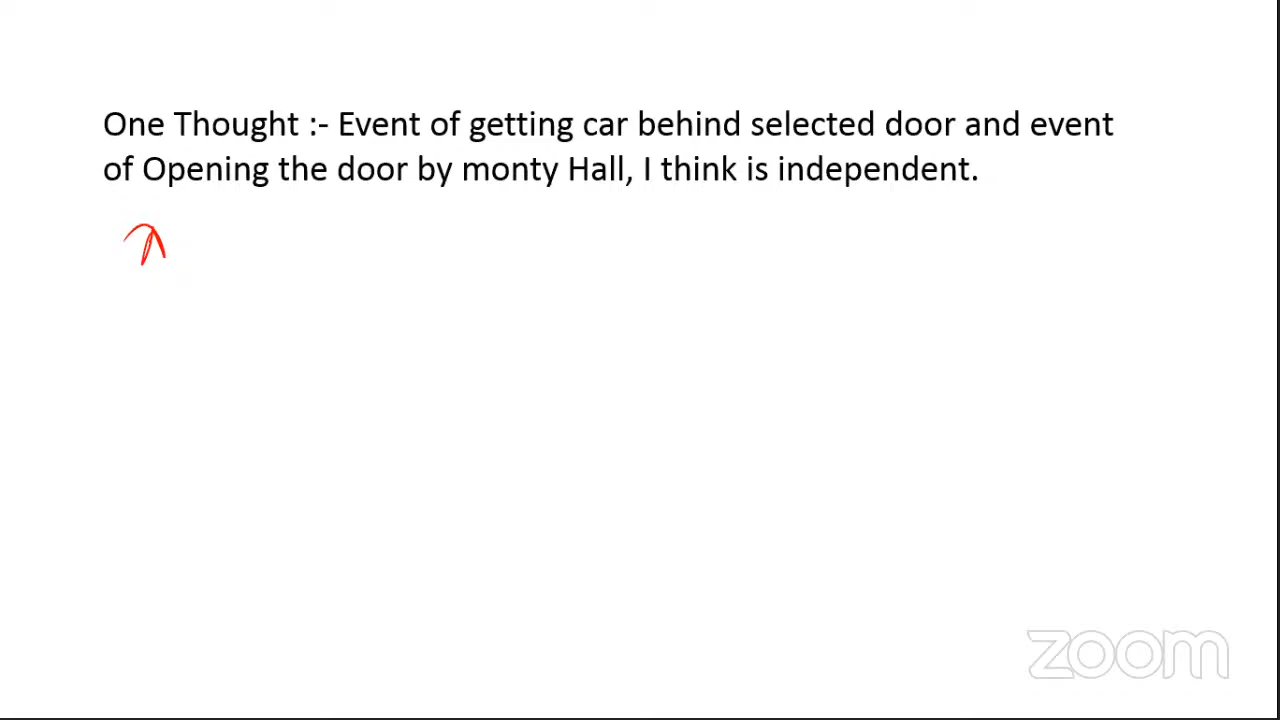 One Thought :- Event of getting car behind selected door and event
of Opening the door by monty Hall, I think is independent.
zoom